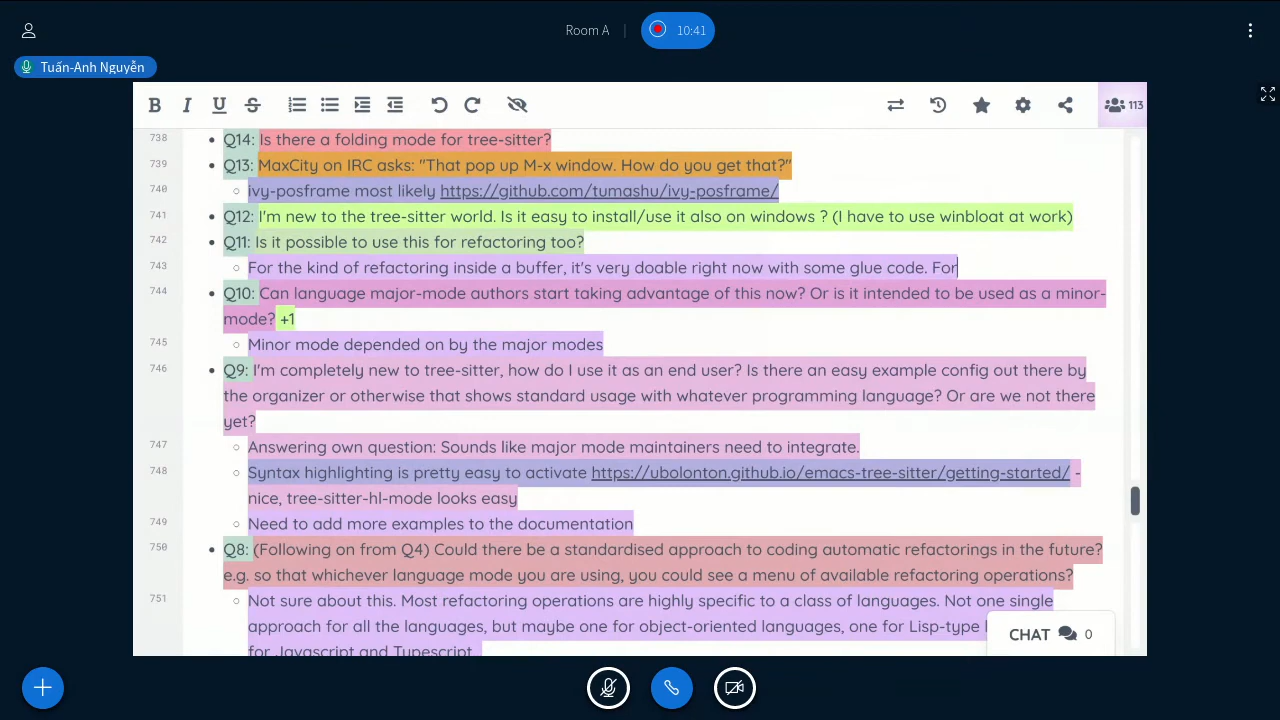 Room A
10:41
Tuấn-Anh Nguyễn
B I U S
113
738 Q14: Is there a folding mode for tree-sitter?
739 Q13: MaxCity on IRC asks: "That pop up M-x window. How do you get that?"
740 ivy-posframe most likely https://github.com/tumashu/ivy-posframe/
741 Q12: I'm new to the tree-sitter world. Is it easy to install/use it also on windows ? (I have to use winbloat at work)
742 Q11: Is it possible to use this for refactoring too?
743 For the kind of refactoring inside a buffer, it's very doable right now with some glue code. For
744 Q10: Can language major-mode authors start taking advantage of this now? Or is it intended to be used as a minor-
mode? +1
745 Minor mode depended on by the major modes
746 Q9: I'm completely new to tree-sitter, how do I use it as an end user? Is there an easy example config out there by
the organizer or otherwise that shows standard usage with whatever programming language? Or are we not there
yet?
747 Answering own question: Sounds like major mode maintainers need to integrate.
748 Syntax highlighting is pretty easy to activate https://ubolonton.github.io/emacs-tree-sitter/getting-started/ -
nice, tree-sitter-hl-mode looks easy
749 Need to add more examples to the documentation
750 Q8: (Following on from Q4) Could there be a standardised approach to coding automatic refactorings in the future?
e.g. so that whichever language mode you are using, you could see a menu of available refactoring operations?
751 Not sure about this. Most refactoring operations are highly specific to a class of languages. Not one single
approach for all the languages, but maybe one for object-oriented languages, one for Lisp-type
for Javascript and Typescript.
CHAT 0